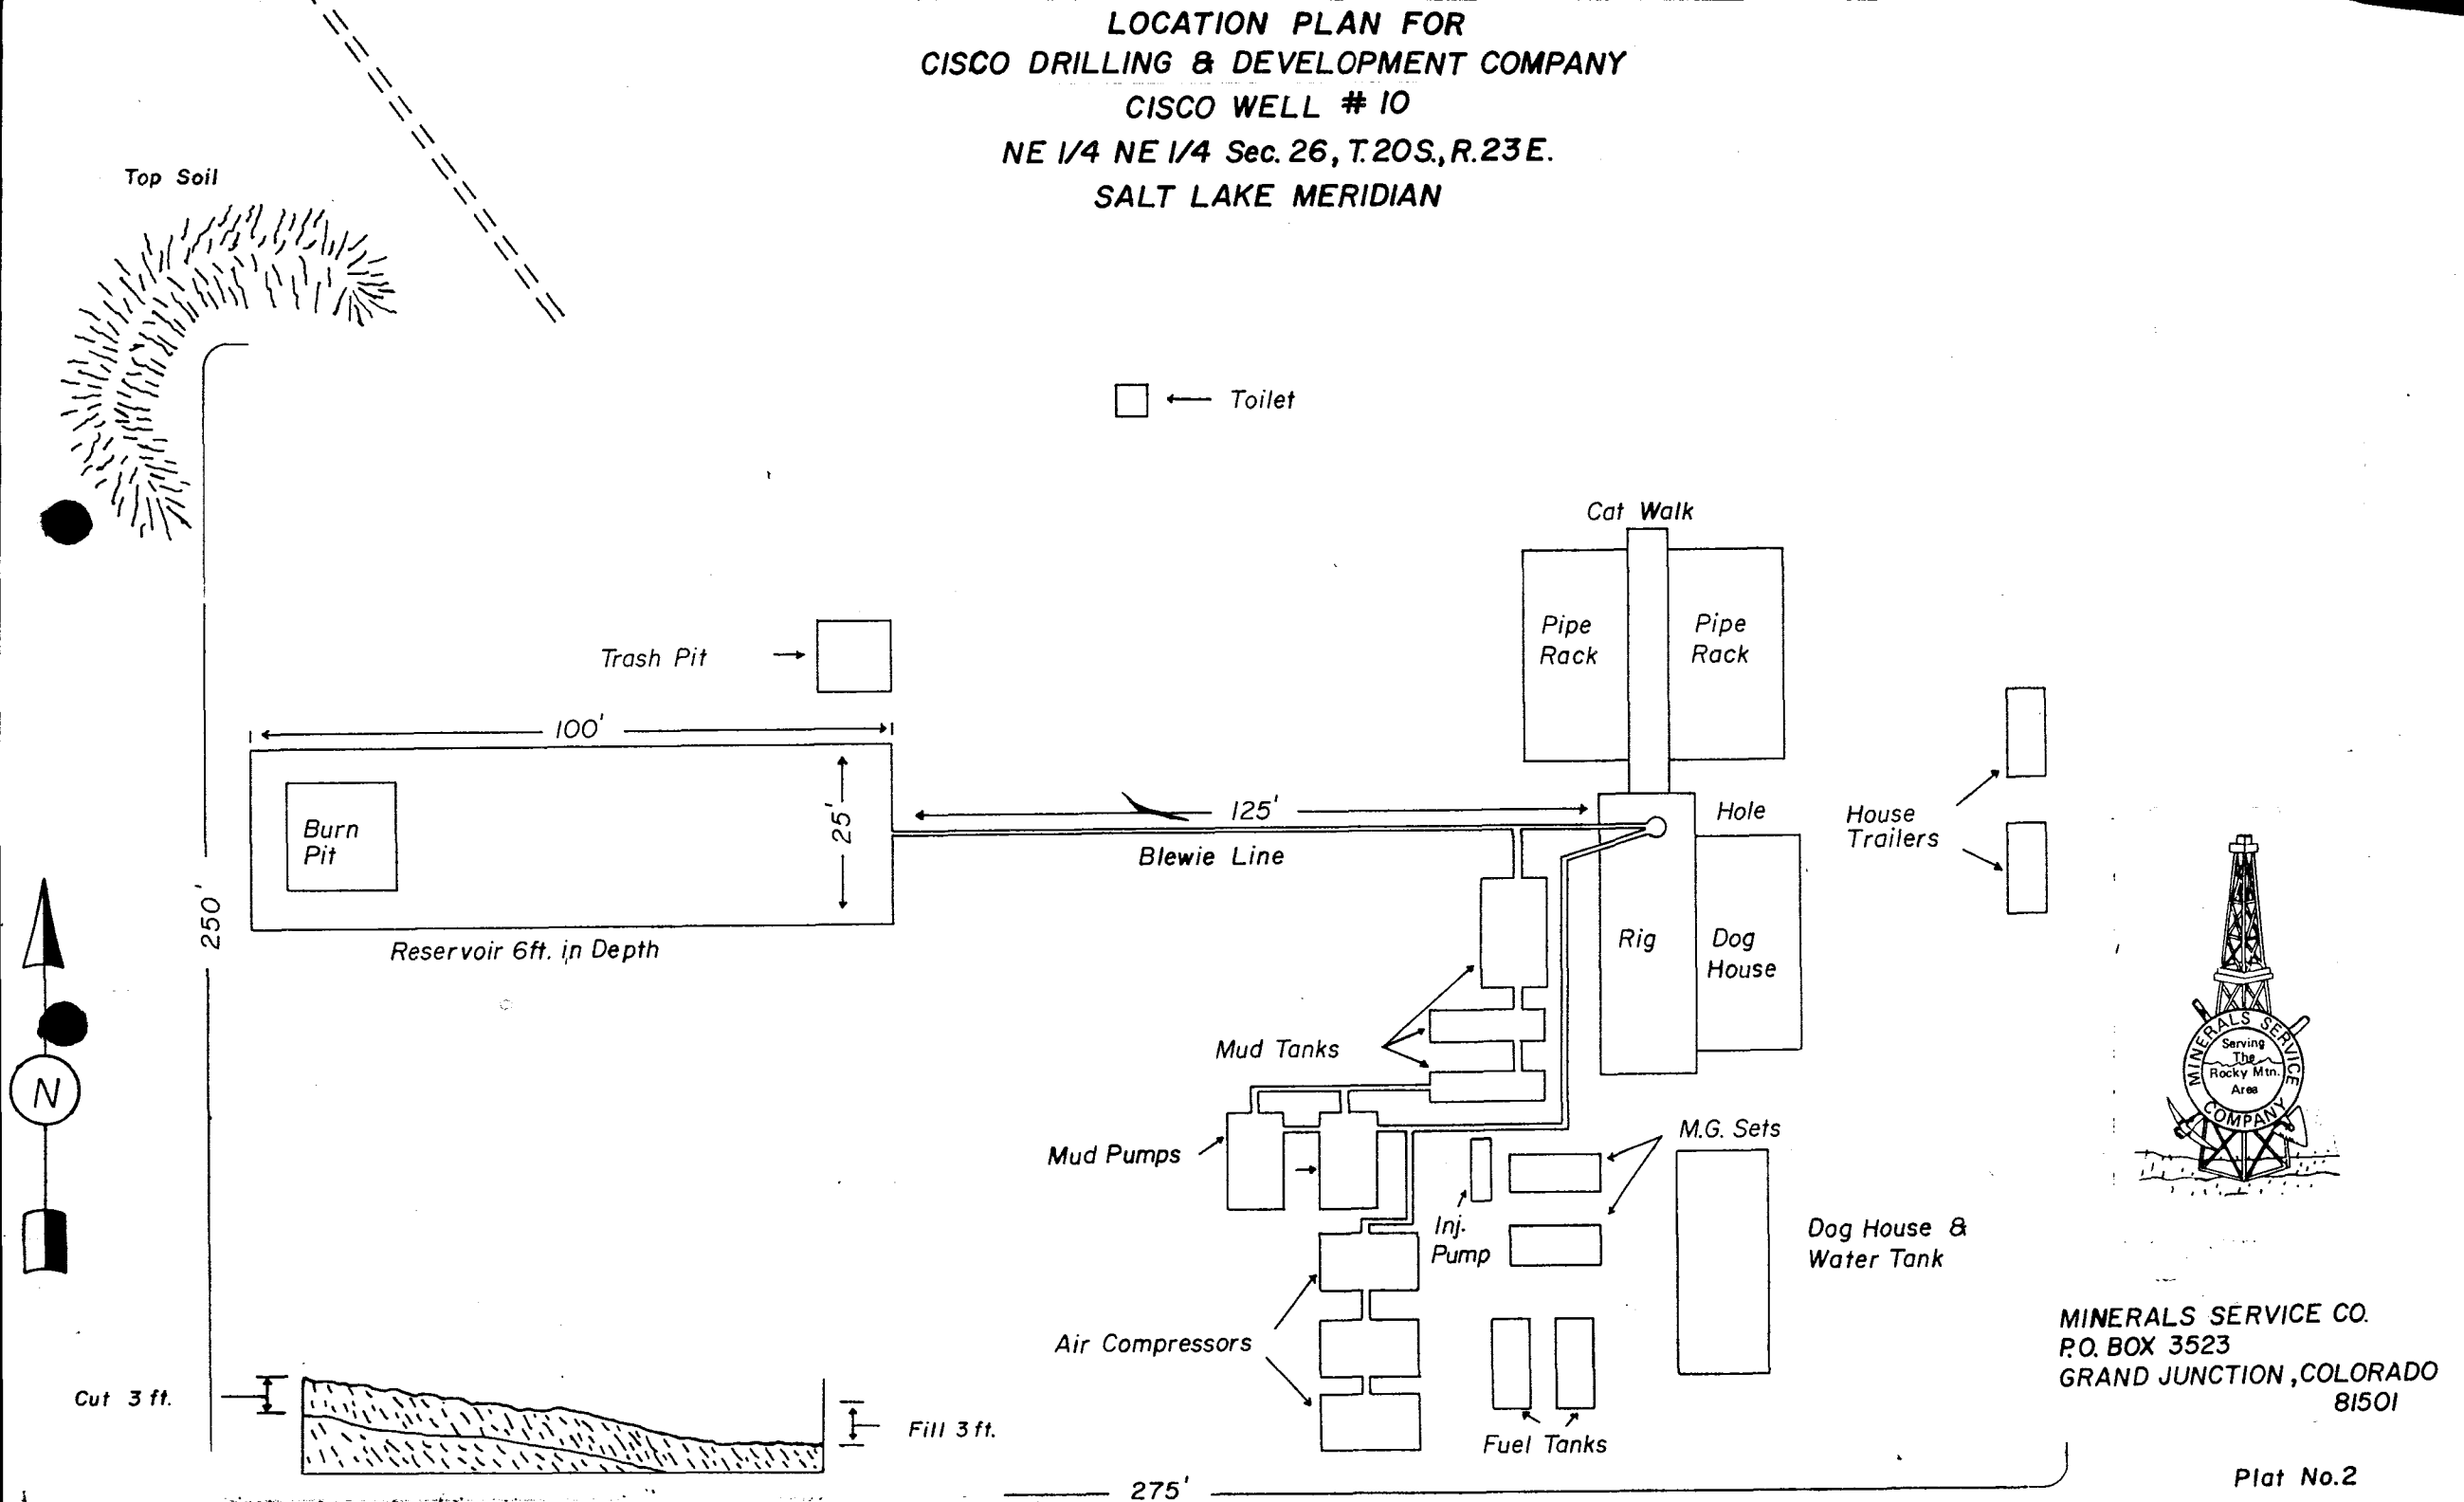 LOCATION PLAN FOR
CISCO DRILLING & DEVELOPMENT COMPANY
CISCO WELL # 10
NE 1/4 NE 1/4 Sec. 26, T.20S., R.23E.
SALT LAKE MERIDIAN
Top Soil
Toilet
Cat Walk
Pipe
Rack
Pipe
Rack
Trash Pit
100'
125'
Hole
House
Trailers
Burn
Pit
25'
Blewie Line
250'
Reservoir 6ft. in Depth
Rig
Dog
House
Mud Tanks
N
MINERALS SERVICE
COMPANY
Serving
The
Rocky Mtn.
Area
Mud Pumps
M.G. Sets
Inj.
Pump
Dog House &
Water Tank
Air Compressors
Fuel Tanks
Cut 3 ft.
Fill 3 ft.
275'
MINERALS SERVICE CO.
P.O. BOX 3523
GRAND JUNCTION, COLORADO
81501
Plat No.2